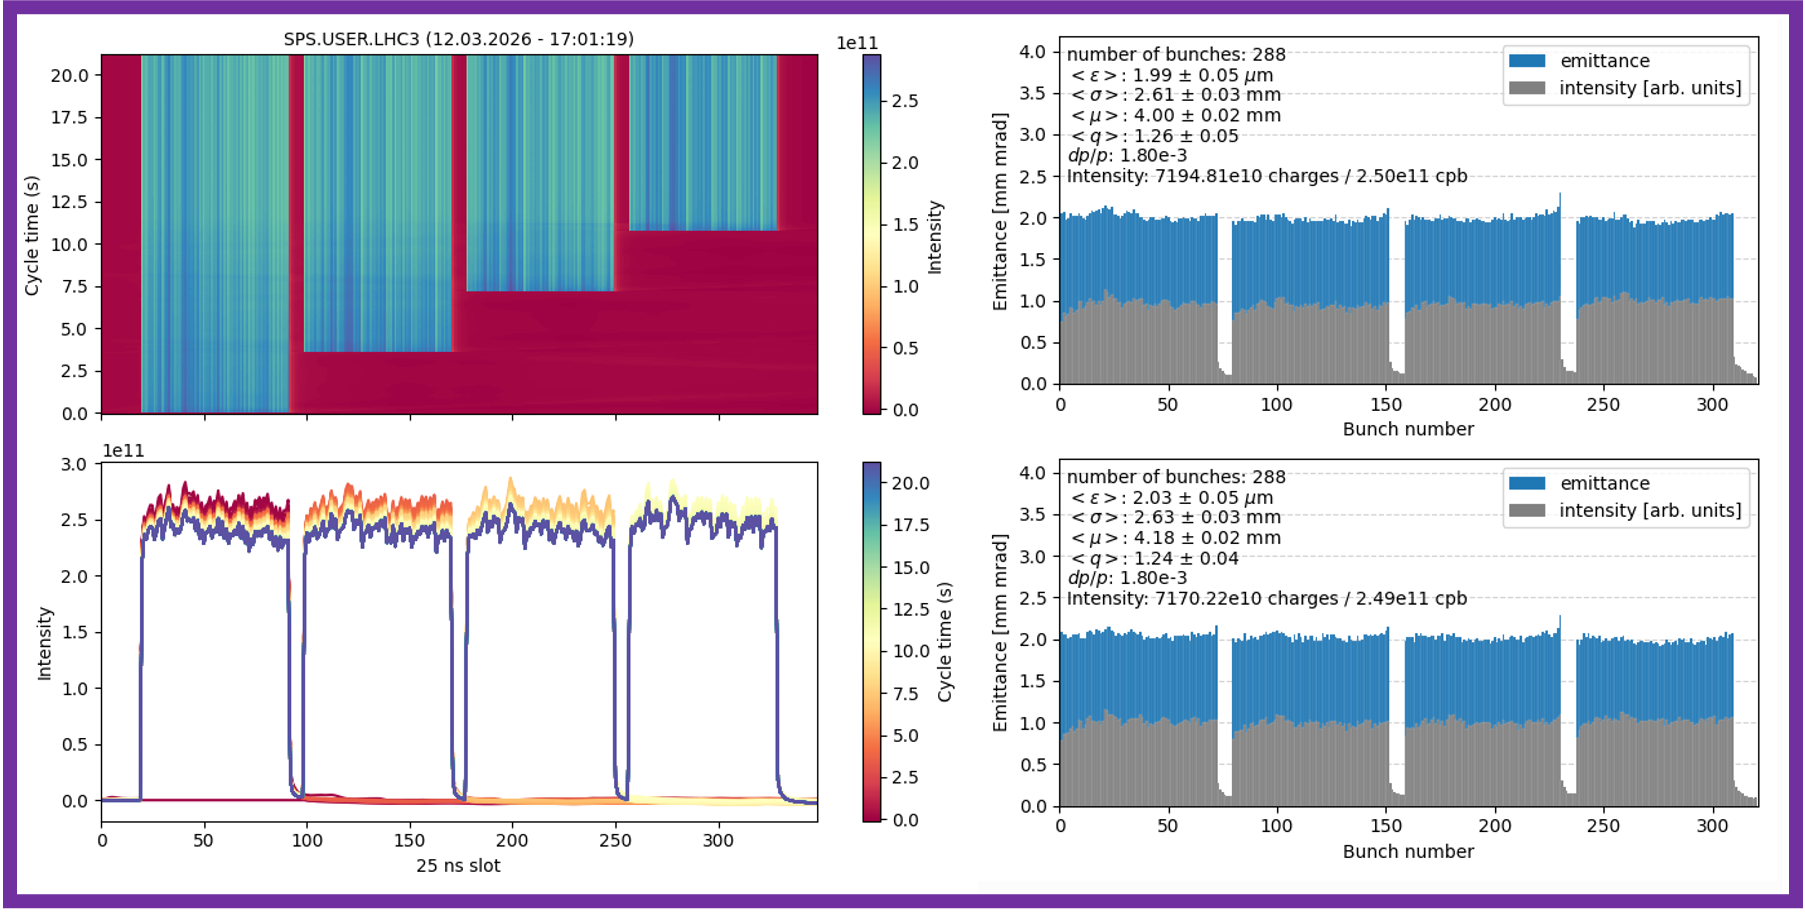 SPS.USER.LHC3 (12.03.2026 - 17:01:19)
1e11
20.0
17.5
15.0
12.5
10.0
7.5
5.0
2.5
0.0
Cycle time (s)
2.5
2.0
1.5
1.0
0.5
0.0
Intensity
1e11
3.0
2.5
2.0
1.5
1.0
0.5
0.0
Intensity
0 50 100 150 200 250 300
25 ns slot
20.0
17.5
15.0
12.5
10.0
7.5
5.0
2.5
0.0
Cycle time (s)
number of bunches: 288
< ε >: 1.99 ± 0.05 μm
< σ >: 2.61 ± 0.03 mm
< μ >: 4.00 ± 0.02 mm
< q >: 1.26 ± 0.05
dp/p: 1.80e-3
Intensity: 7194.81e10 charges / 2.50e11 cpb
emittance
intensity [arb. units]
4.0
3.5
3.0
2.5
2.0
1.5
1.0
0.5
0.0
Emittance [mm mrad]
0 50 100 150 200 250 300
Bunch number
number of bunches: 288
< ε >: 2.03 ± 0.05 μm
< σ >: 2.63 ± 0.03 mm
< μ >: 4.18 ± 0.02 mm
< q >: 1.24 ± 0.04
dp/p: 1.80e-3
Intensity: 7170.22e10 charges / 2.49e11 cpb
emittance
intensity [arb. units]
4.0
3.5
3.0
2.5
2.0
1.5
1.0
0.5
0.0
Emittance [mm mrad]
0 50 100 150 200 250 300
Bunch number